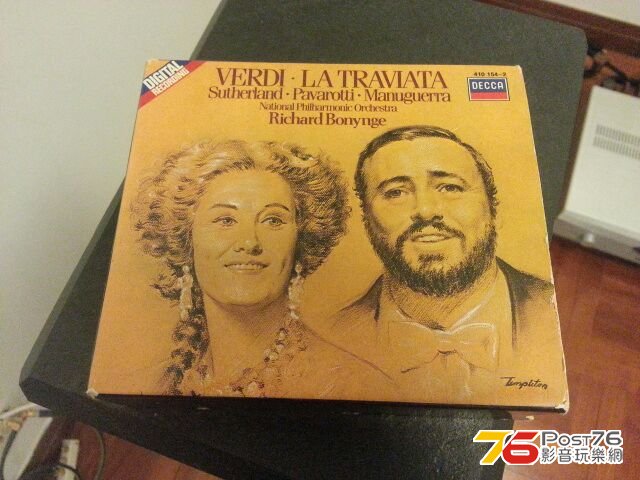 DIGITAL
RECORDING
VERDI · LA TRAVIATA
Sutherland · Pavarotti · Manuguerra
National Philharmonic Orchestra
Richard Bonynge
410 154-2
DECCA
Templeton
76 Post76
影音玩樂網